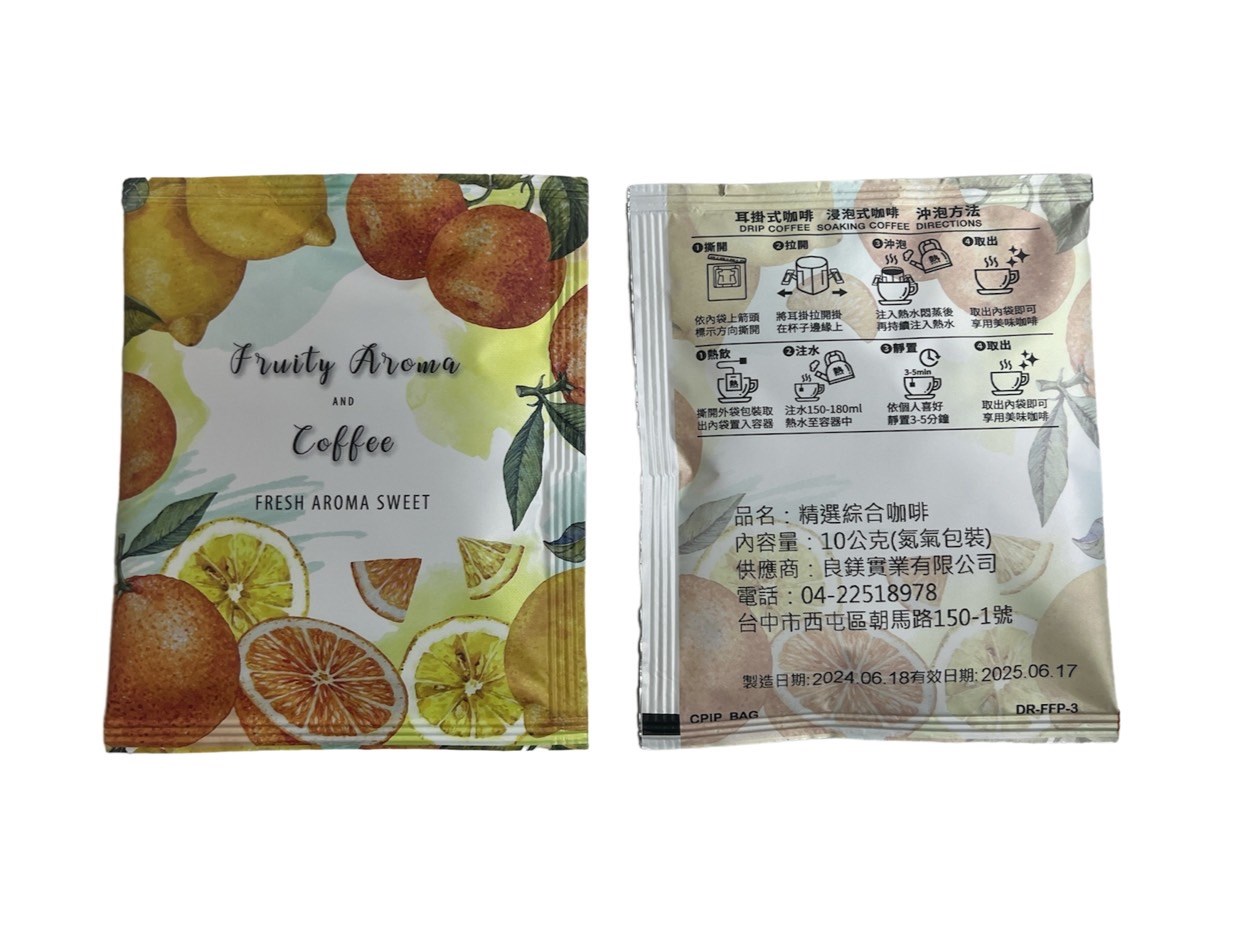 Fruity Aroma
AND
Coffee
FRESH AROMA SWEET
耳掛式咖啡 浸泡式咖啡 沖泡方法
DRIP COFFEE SOAKING COFFEE DIRECTIONS
❶撕開
依內袋上箭頭
標示方向撕開
❷拉開
將耳掛拉開掛
在杯子邊緣上
❸沖泡
熱
注入熱水悶蒸後
再持續注入熱水
❹取出
取出內袋即可
享用美味咖啡
❶熱飲
熱
撕開外袋包裝取
出內袋置入容器
❷注水
熱
注水150-180ml
熱水至容器中
❸靜置
3-5min
依個人喜好
靜置3-5分鐘
❹取出
取出內袋即可
享用美味咖啡
品名：精選綜合咖啡
內容量：10公克(氮氣包裝)
供應商：良鎂實業有限公司
電話：04-22518978
台中市西屯區朝馬路150-1號
製造日期:2024.06.18有效日期:2025.06.17
CPIP BAG
DR-FFP-3